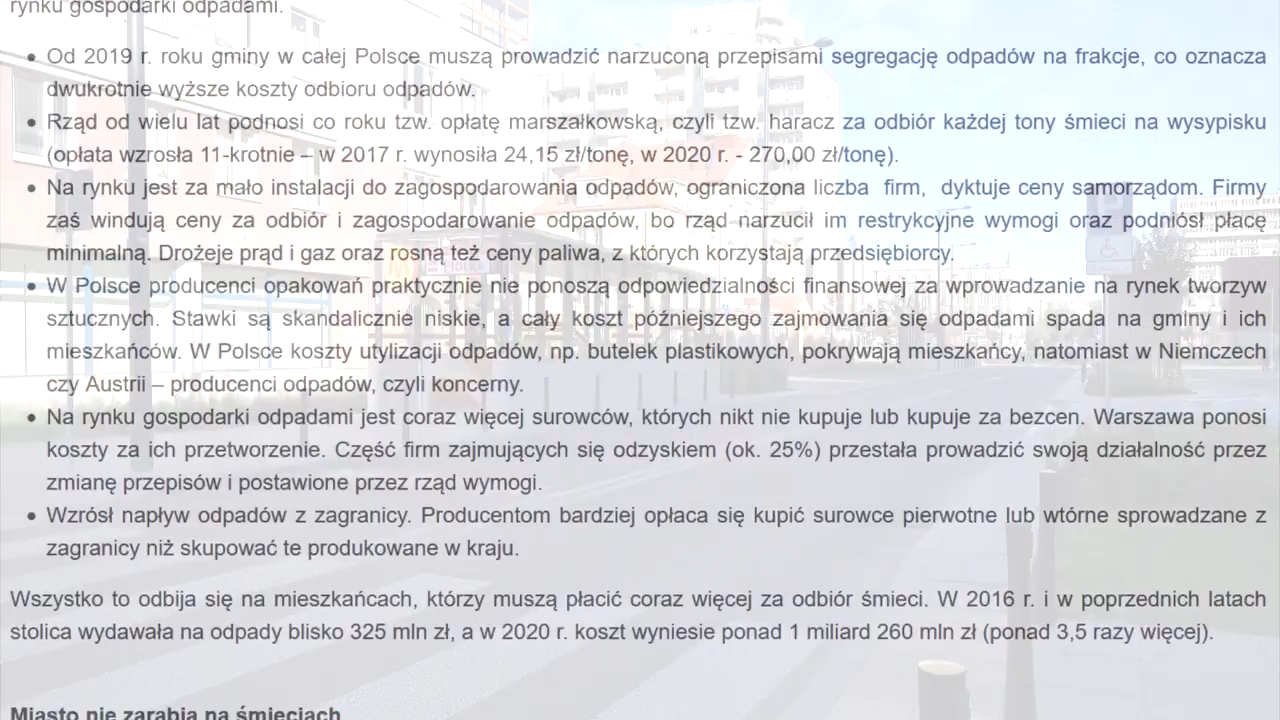 rynku gospodarki odpadami.
• Od 2019 r. roku gminy w całej Polsce muszą prowadzić narzuconą przepisami segregację odpadów na frakcje, co oznacza
dwukrotnie wyższe koszty odbioru odpadów.
• Rząd od wielu lat podnosi co roku tzw. opłatę marszałkowską, czyli tzw. haracz za odbiór każdej tony śmieci na wysypisku
(opłata wzrosła 11-krotnie – w 2017 r. wynosiła 24,15 zł/tonę, w 2020 r. - 270,00 zł/tonę).
• Na rynku jest za mało instalacji do zagospodarowania odpadów, ograniczona liczba firm, dyktuje ceny samorządom. Firmy
zaś windują ceny za odbiór i zagospodarowanie odpadów, bo rząd narzucił im restrykcyjne wymogi oraz podniósł płacę
minimalną. Drożeje prąd i gaz oraz rosną też ceny paliwa, z których korzystają przedsiębiorcy.
• W Polsce producenci opakowań praktycznie nie ponoszą odpowiedzialności finansowej za wprowadzanie na rynek tworzyw
sztucznych. Stawki są skandalicznie niskie, a cały koszt późniejszego zajmowania się odpadami spada na gminy i ich
mieszkańców. W Polsce koszty utylizacji odpadów, np. butelek plastikowych, pokrywają mieszkańcy, natomiast w Niemczech
czy Austrii – producenci odpadów, czyli koncerny.
• Na rynku gospodarki odpadami jest coraz więcej surowców, których nikt nie kupuje lub kupuje za bezcen. Warszawa ponosi
koszty za ich przetworzenie. Część firm zajmujących się odzyskiem (ok. 25%) przestała prowadzić swoją działalność przez
zmianę przepisów i postawione przez rząd wymogi.
• Wzrósł napływ odpadów z zagranicy. Producentom bardziej opłaca się kupić surowce pierwotne lub wtórne sprowadzane z
zagranicy niż skupować te produkowane w kraju.
Wszystko to odbija się na mieszkańcach, którzy muszą płacić coraz więcej za odbiór śmieci. W 2016 r. i w poprzednich latach
stolica wydawała na odpady blisko 325 mln zł, a w 2020 r. koszt wyniesie ponad 1 miliard 260 mln zł (ponad 3,5 razy więcej).
Miasto nie zarabia na śmieciach